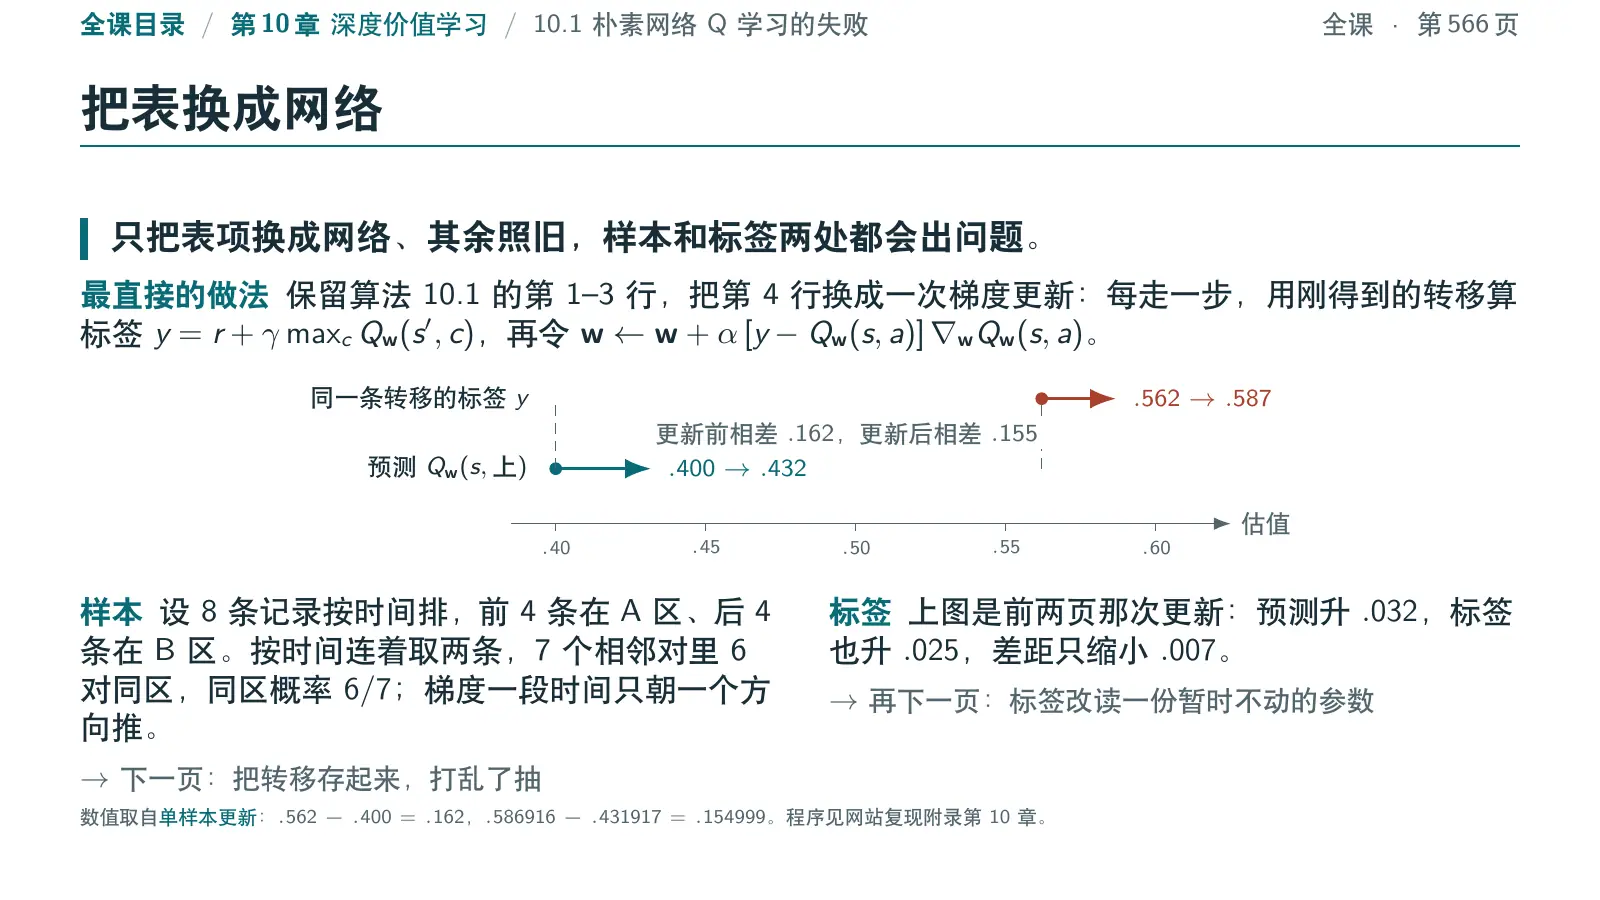 全课目录 / 第10章 深度价值学习 / 10.1 朴素网络 Q 学习的失败
全课 · 第566页
把表换成网络
只把表项换成网络、其余照旧，样本和标签两处都会出问题。
最直接的做法 保留算法 10.1 的第 1–3 行，把第 4 行换成一次梯度更新：每走一步，用刚得到的转移算
标签 y = r + γ max_c Q_w(s′, c)，再令 w ← w + α [y − Q_w(s, a)] ∇_w Q_w(s, a)。
同一条转移的标签 y
.562 → .587
更新前相差 .162，更新后相差 .155
预测 Q_w(s, 上)
.400 → .432
估值
.40 .45 .50 .55 .60
样本 设 8 条记录按时间排，前 4 条在 A 区、后 4
条在 B 区。按时间连着取两条，7 个相邻对里 6
对同区，同区概率 6/7；梯度一段时间只朝一个方
向推。
→ 下一页：把转移存起来，打乱了抽
标签 上图是前两页那次更新：预测升 .032，标签
也升 .025，差距只缩小 .007。
→ 再下一页：标签改读一份暂时不动的参数
数值取自单样本更新：.562 − .400 = .162，.586916 − .431917 = .154999。程序见网站复现附录第 10 章。